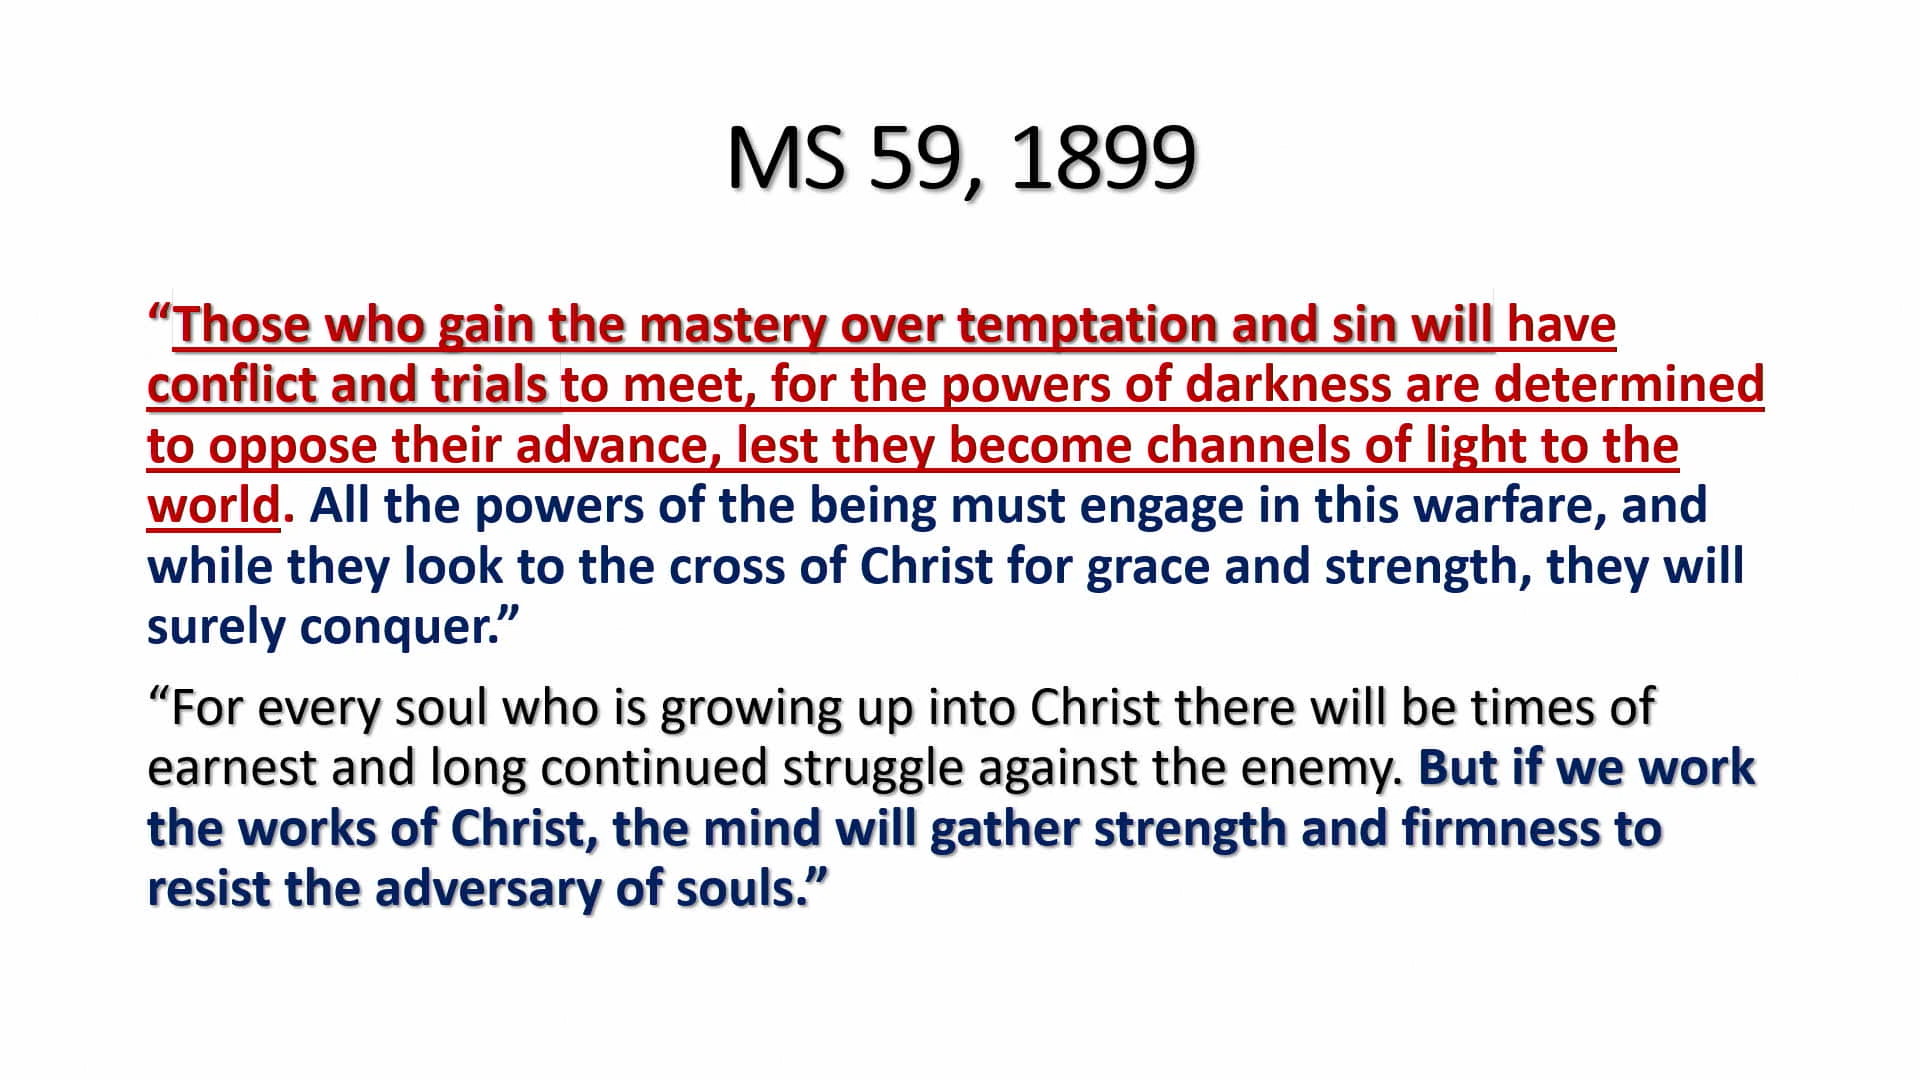 MS 59, 1899
“Those who gain the mastery over temptation and sin will have
conflict and trials to meet, for the powers of darkness are determined
to oppose their advance, lest they become channels of light to the
world. All the powers of the being must engage in this warfare, and
while they look to the cross of Christ for grace and strength, they will
surely conquer.”
“For every soul who is growing up into Christ there will be times of
earnest and long continued struggle against the enemy. But if we work
the works of Christ, the mind will gather strength and firmness to
resist the adversary of souls.”